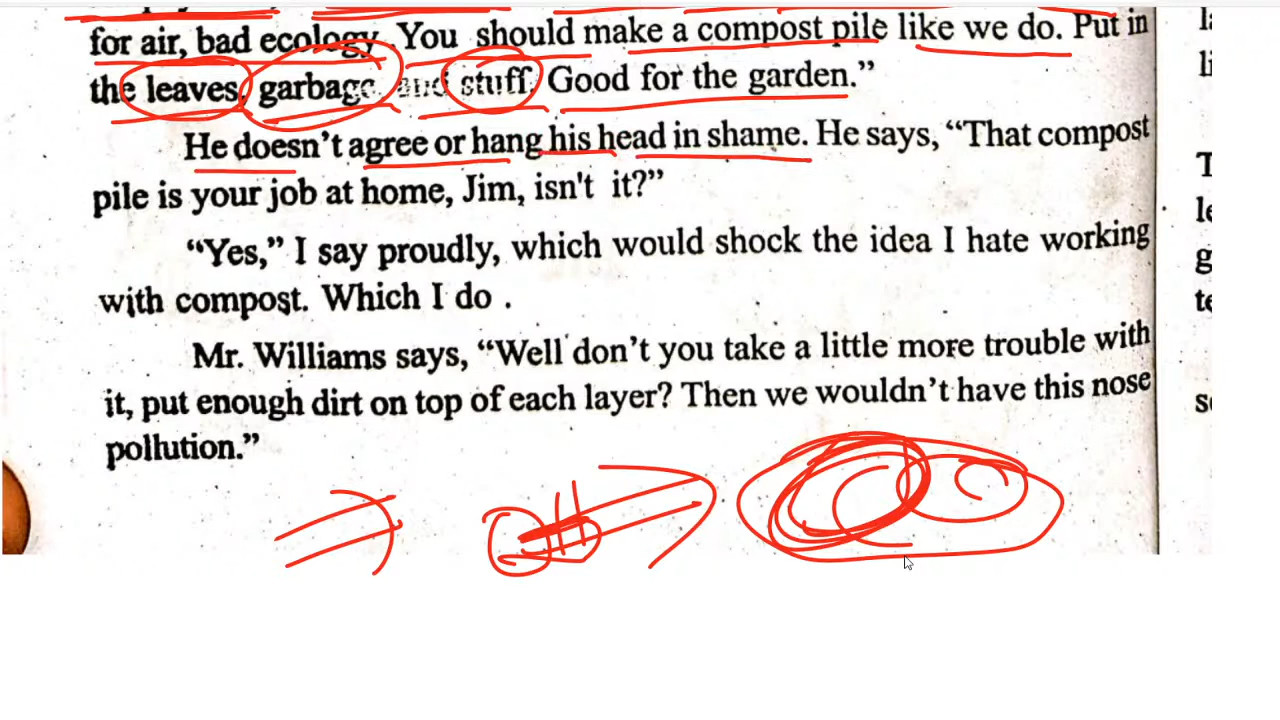 for air, bad ecology. You should make a compost pile like we do. Put in
the leaves, garbage and stuff. Good for the garden.”
He doesn’t agree or hang his head in shame. He says, “That compost
pile is your job at home, Jim, isn't it?”
“Yes,” I say proudly, which would shock the idea I hate working
with compost. Which I do .
Mr. Williams says, “Well don’t you take a little more trouble with
it, put enough dirt on top of each layer? Then we wouldn’t have this nose
pollution.”